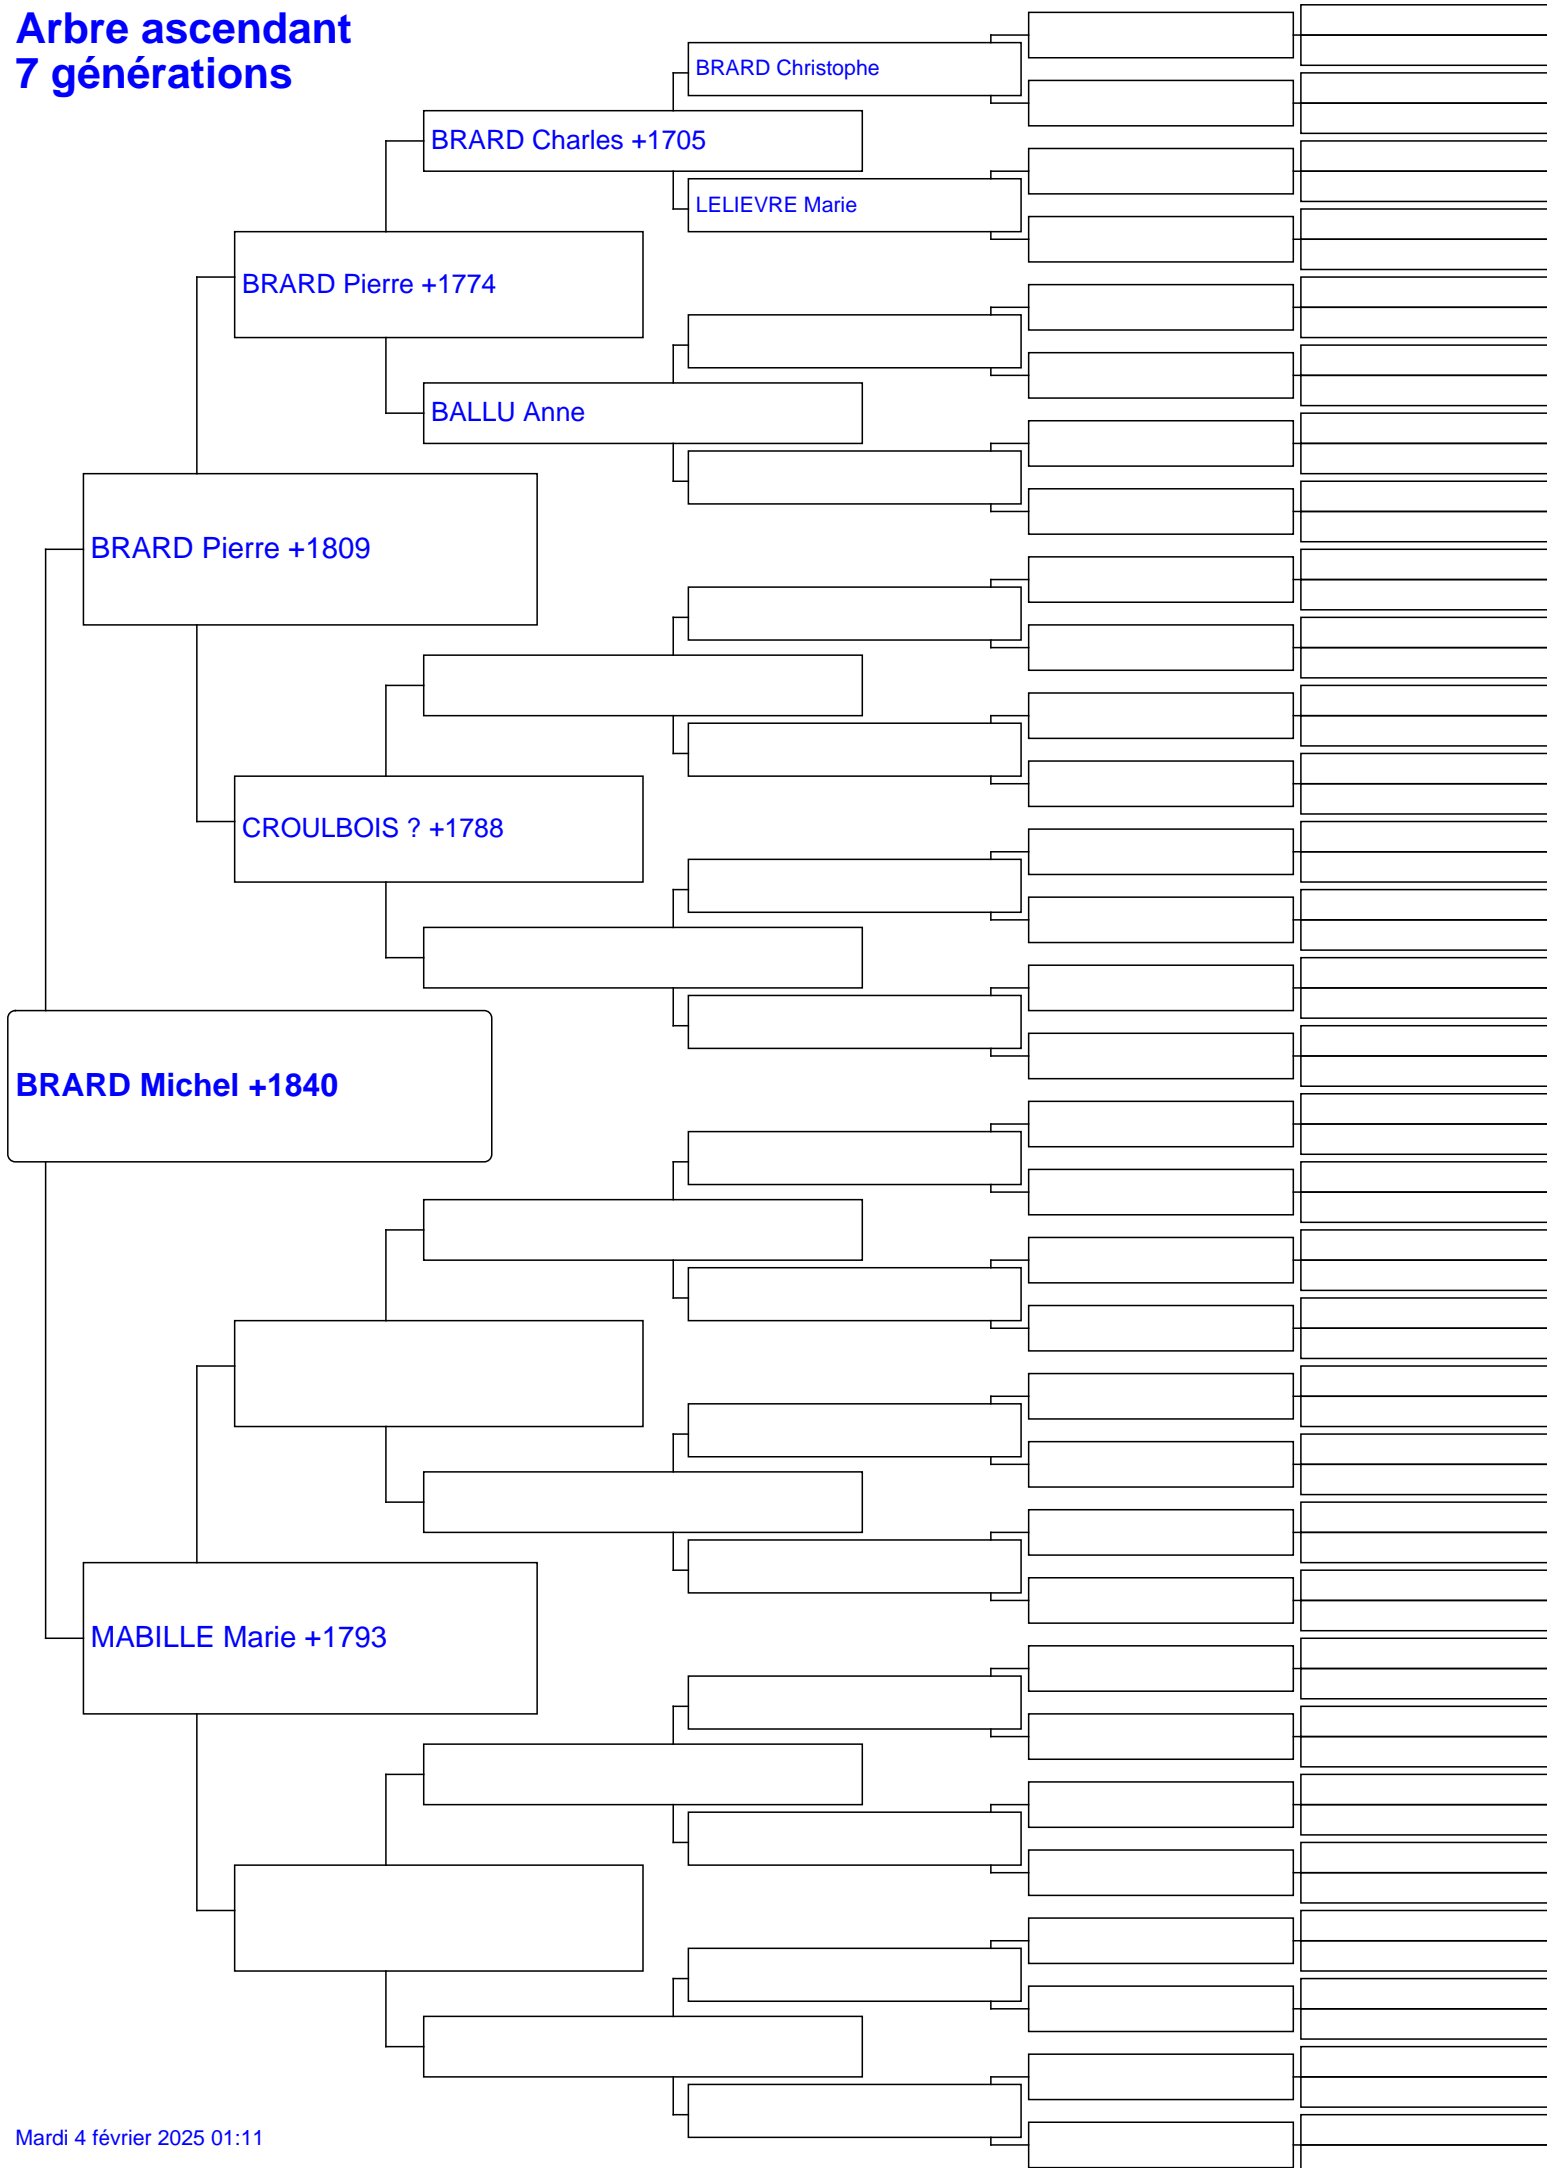 Arbre ascendant
7 générations
BRARD Christophe
BRARD Charles +1705
LELIEVRE Marie
BRARD Pierre +1774
BALLU Anne
BRARD Pierre +1809
CROULBOIS ? +1788
BRARD Michel +1840
MABILLE Marie +1793
Mardi 4 février 2025 01:11